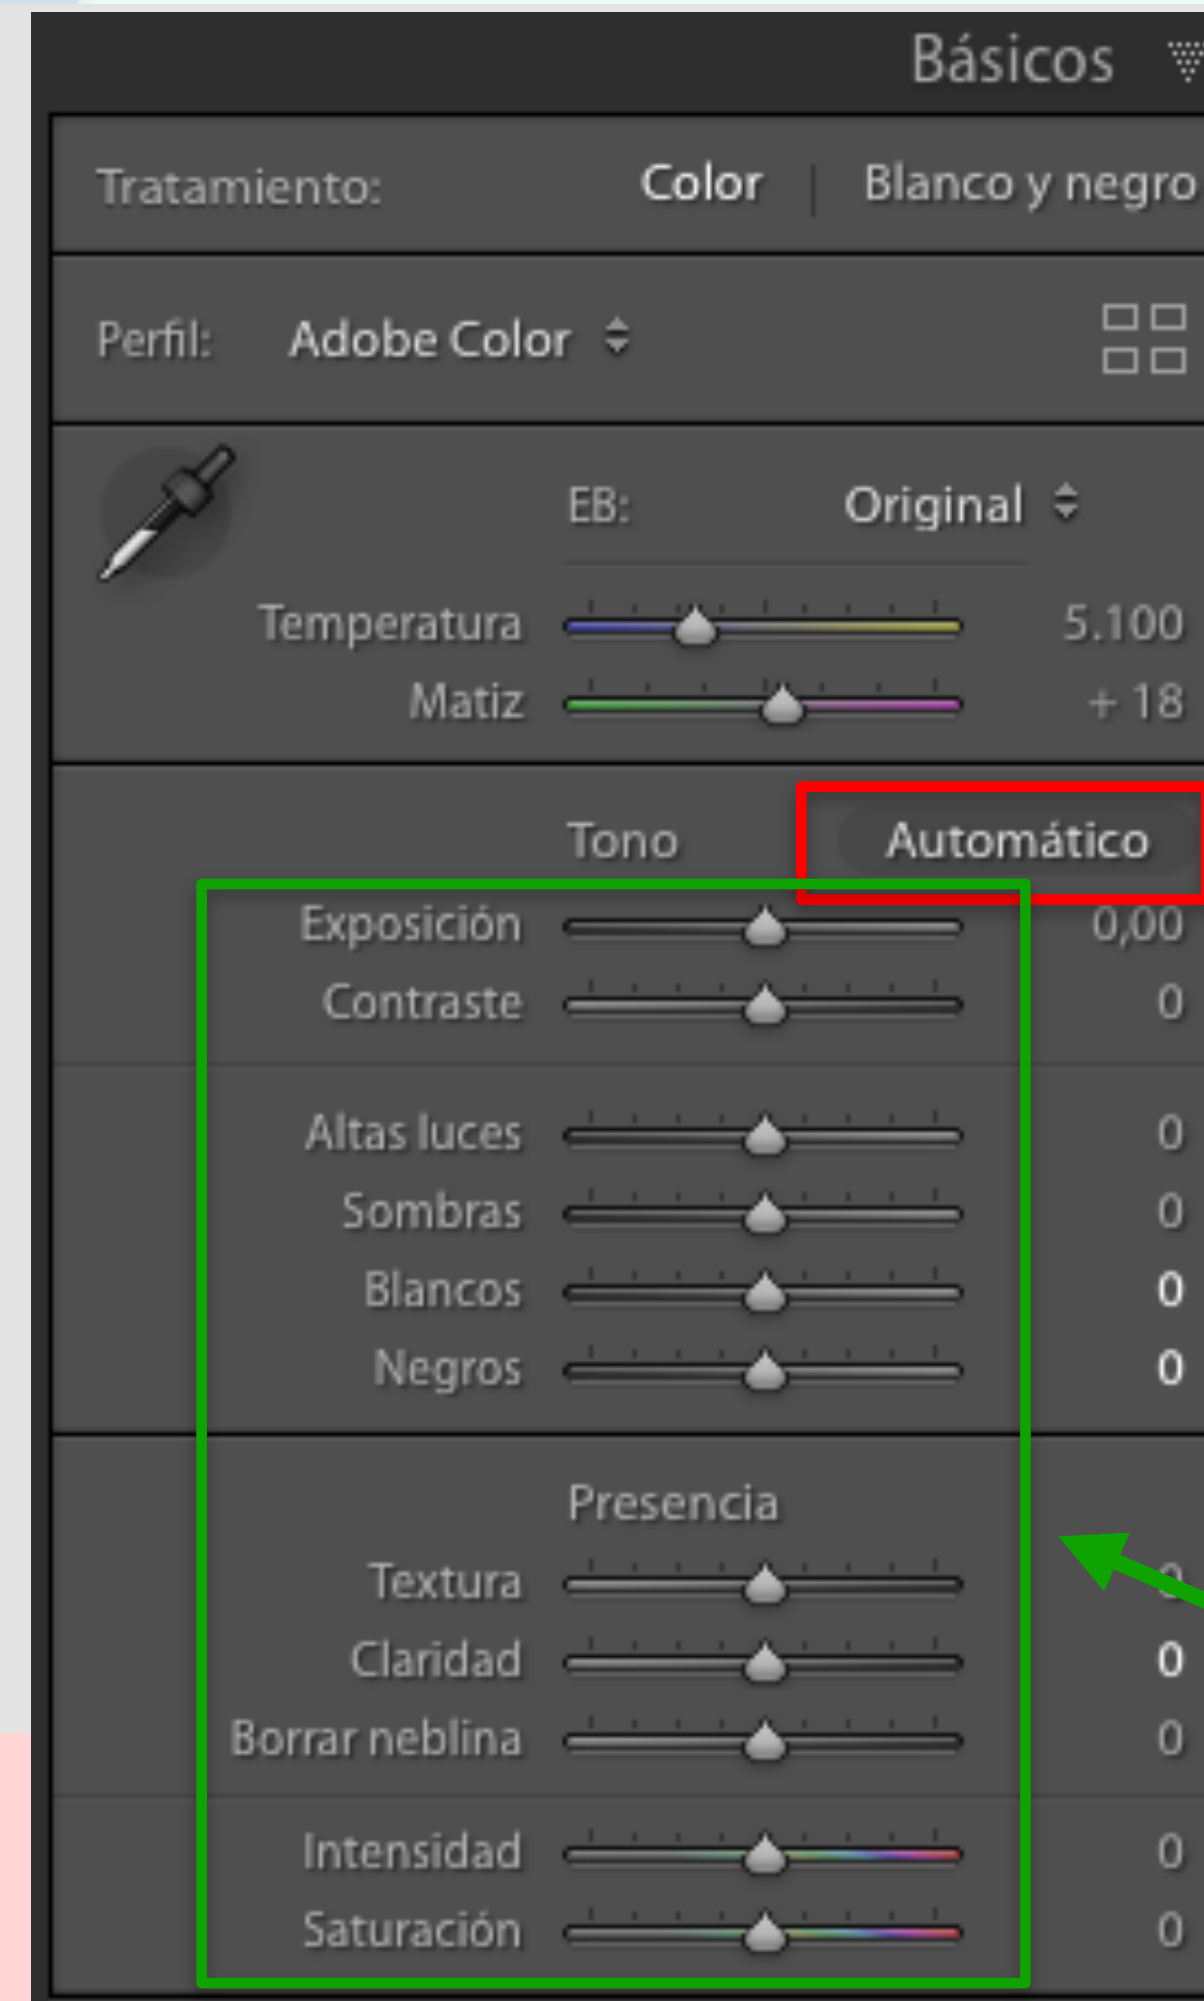 Básicos
Tratamiento: Color | Blanco y negro
Perfil: Adobe Color
EB: Original
Temperatura 5.100
Matiz + 18
Tono Automático
Exposición 0,00
Contraste 0
Altas luces 0
Sombras 0
Blancos 0
Negros 0
Presencia
Textura 0
Claridad 0
Borrar neblina 0
Intensidad 0
Saturación 0